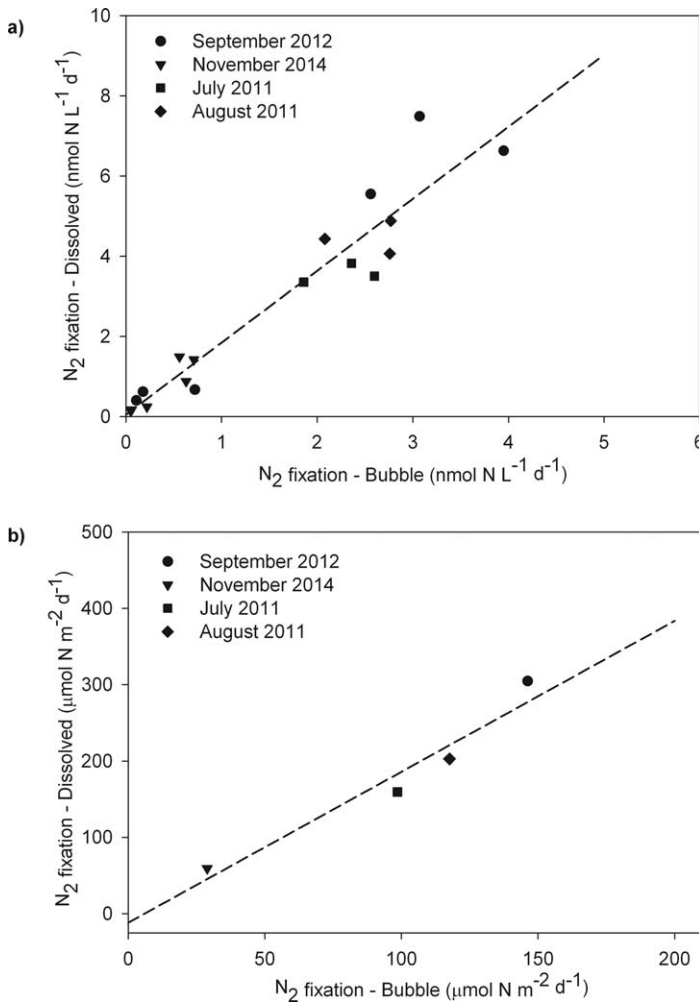 a)
10
8
6
4
2
0
N2 fixation - Dissolved (nmol N L-1 d-1)
September 2012
November 2014
July 2011
August 2011
0 1 2 3 4 5 6
N2 fixation - Bubble (nmol N L-1 d-1)
b)
500
400
300
200
100
0
N2 fixation - Dissolved (μmol N m-2 d-1)
September 2012
November 2014
July 2011
August 2011
0 50 100 150 200
N2 fixation - Bubble (μmol N m-2 d-1)